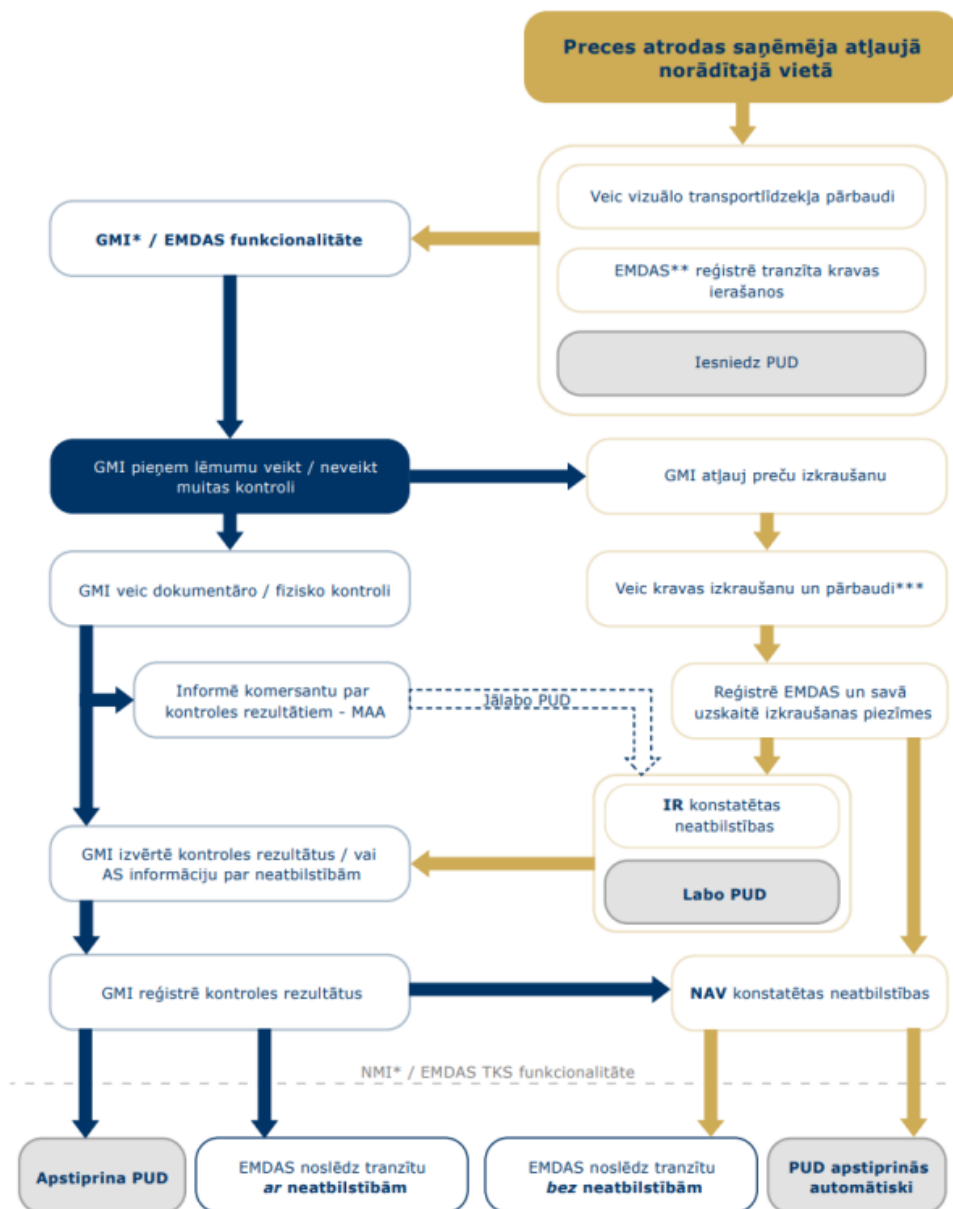 Preces atrodas saņēmēja atļaujā
norādītajā vietā
Veic vizuālo transportlīdzekļa pārbaudi
GMI* / EMDAS funkcionalitāte
EMDAS** reģistrē tranzīta kravas
ierašanos
Iesniedz PUD
GMI pieņem lēmumu veikt / neveikt
muitas kontroli
GMI atļauj preču izkraušanu
GMI veic dokumentāro / fizisko kontroli
Veic kravas izkraušanu un pārbaudi***
Informē komersantu par
kontroles rezultātiem - MAA
Jālabo PUD
Reģistrē EMDAS un savā
uzskaitē izkraušanas piezīmes
IR konstatētas
neatbilstības
GMI izvērtē kontroles rezultātus / vai
AS informāciju par neatbilstībām
Labo PUD
GMI reģistrē kontroles rezultātus
NAV konstatētas neatbilstības
NMI* / EMDAS TKS funkcionalitāte
Apstiprina PUD
EMDAS noslēdz tranzītu
ar neatbilstībām
EMDAS noslēdz tranzītu
bez neatbilstībām
PUD apstiprinās
automātiski